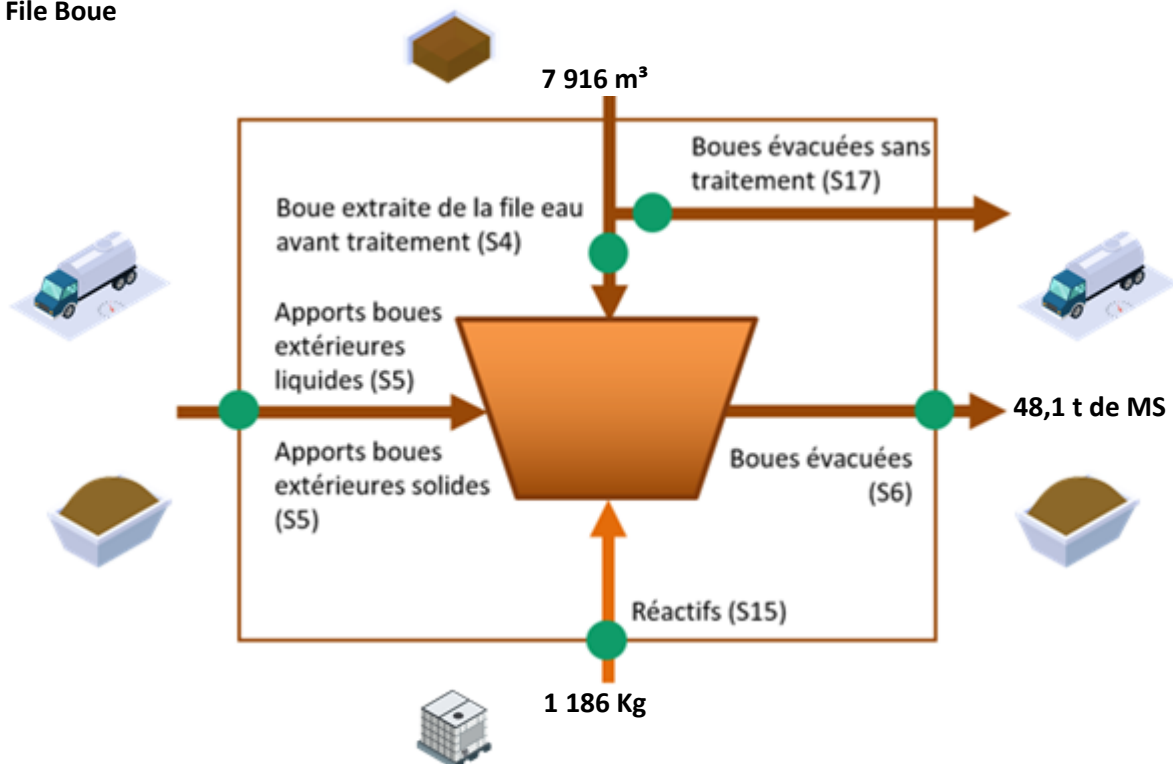 File Boue
7 916 m³
Boues évacuées sans
traitement (S17)
Boue extraite de la file eau
avant traitement (S4)
Apports boues
extérieures
liquides (S5)
48,1 t de MS
Apports boues
extérieures solides
(S5)
Boues évacuées
(S6)
Réactifs (S15)
1 186 Kg